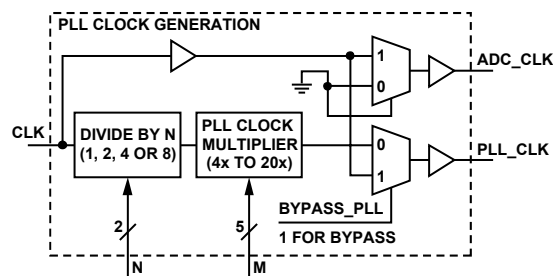 PLL CLOCK GENERATION
1
0
ADC_CLK
CLK
DIVIDE BY N
(1, 2, 4 OR 8)
PLL CLOCK
MULTIPLIER
(4x TO 20x)
0
1
PLL_CLK
BYPASS_PLL
1 FOR BYPASS
2
5
N
M